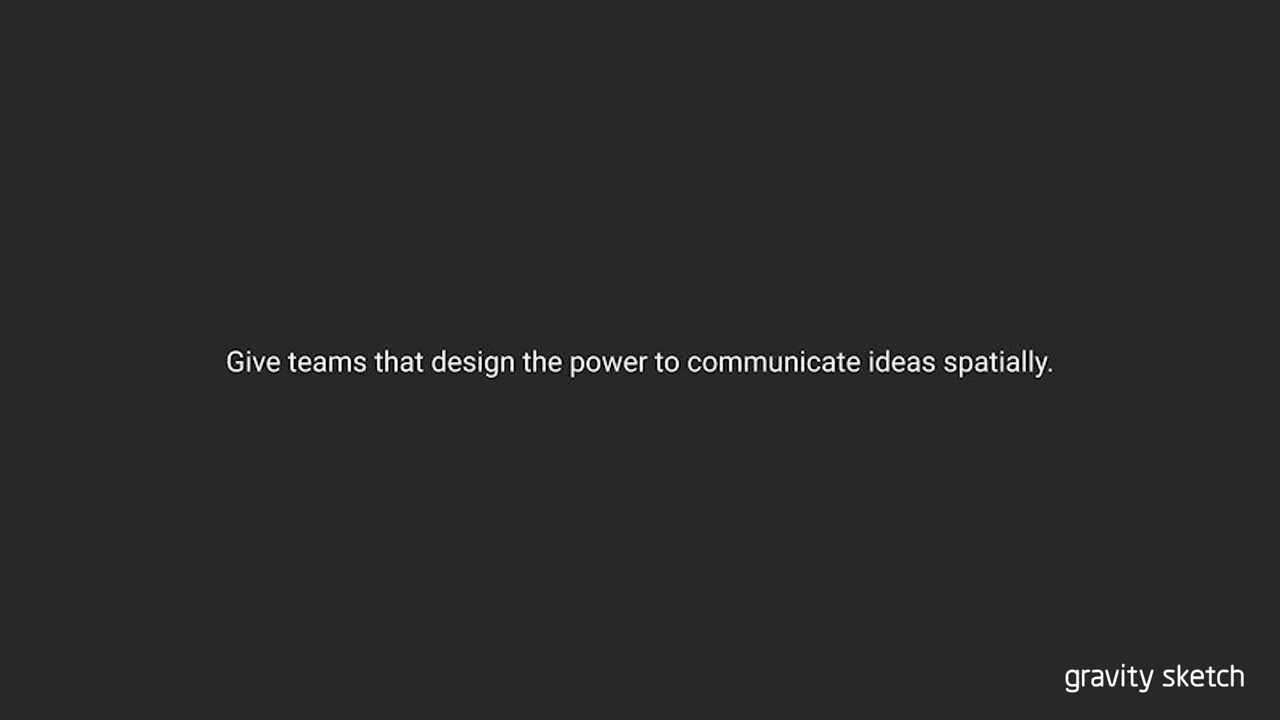 Give teams that design the power to communicate ideas spatially.
gravity sketch